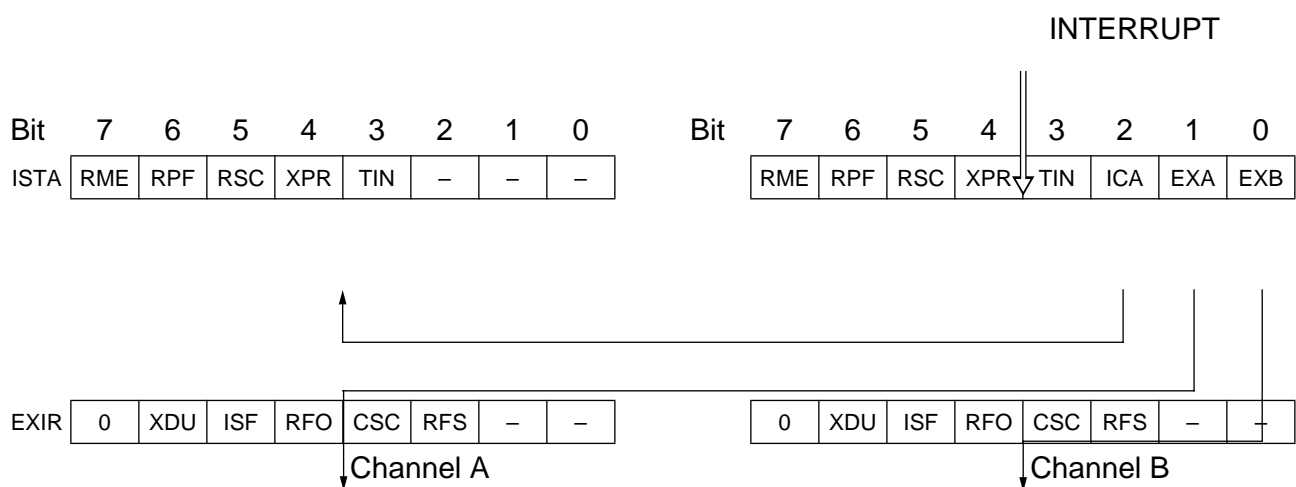 INTERRUPT
Bit 7 6 5 4 3 2 1 0 Bit 7 6 5 4 3 2 1 0
ISTA RME RPF RSC XPR TIN – – – RME RPF RSC XPR TIN ICA EXA EXB
EXIR 0 XDU ISF RFO CSC RFS – – 0 XDU ISF RFO CSC RFS – –
Channel A Channel B